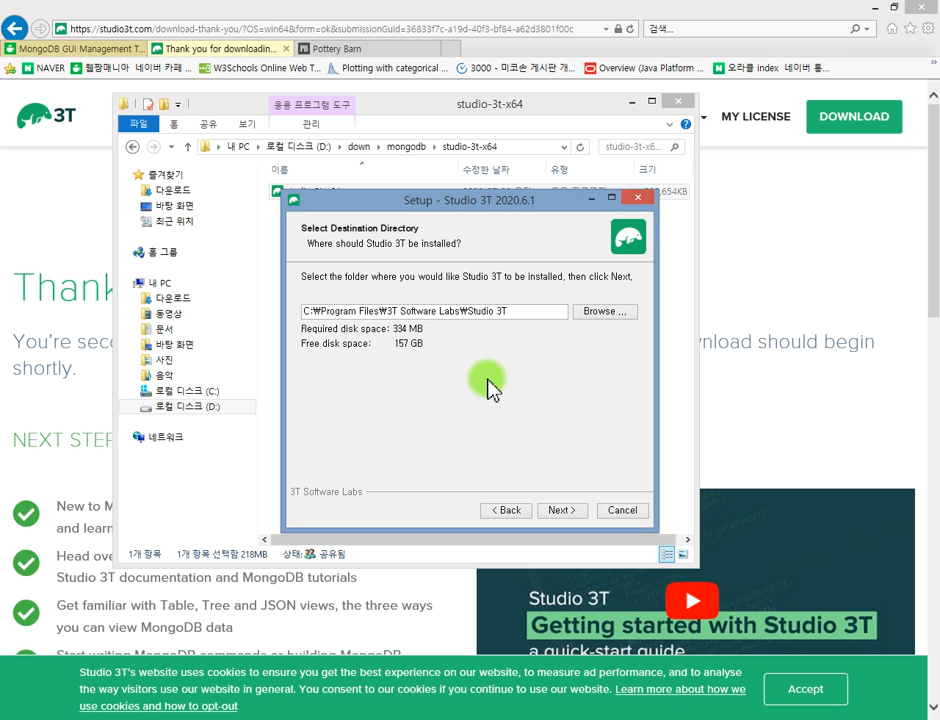 https://studio3t.com/download-thank-you/?OS=win64&form=ok&submissionGuid=36833f7c-a19d-40f3-bf84-a62d3801f00c
검색...
MongoDB GUI Management T...
Thank you for downloadin...
Pottery Barn
NAVER
웹짱매니아 네이버 카페 ...
W3Schools Online Web T...
Plotting with categorical ...
3000 - 미코쓴 게시판 개...
Overview (Java Platform ...
오라클 index 네이버 통...
3T
MY LICENSE
DOWNLOAD
응용 프로그램 도구
studio-3t-x64
파일
홈
공유
보기
관리
내 PC
로컬 디스크 (D:)
down
mongodb
studio-3t-x64
studio-3t-x6...
이름
수정한 날짜
유형
크기
654KB
즐겨찾기
다운로드
바탕 화면
최근 위치
홈 그룹
내 PC
다운로드
동영상
문서
바탕 화면
사진
음악
로컬 디스크 (C:)
로컬 디스크 (D:)
네트워크
Setup - Studio 3T 2020.6.1
Select Destination Directory
Where should Studio 3T be installed?
Select the folder where you would like Studio 3T to be installed, then click Next.
C:₩Program Files₩3T Software Labs₩Studio 3T
Browse ...
Required disk space: 334 MB
Free disk space: 157 GB
3T Software Labs
< Back
Next >
Cancel
1개 항목
1개 항목 선택함 218MB
상태:
공유됨
Thank
You're sec
nload should begin
shortly.
NEXT STEP
New to M
and learn
Head ove
Studio 3T documentation and MongoDB tutorials
Get familiar with Table, Tree and JSON views, the three ways
you can view MongoDB data
Start writing MongoDB commands or building MongoDB
Studio 3T
Getting started with Studio 3T
a quick-start guide
Studio 3T's website uses cookies to ensure you get the best experience on our website, to measure ad performance, and to analyse
the way visitors use our website in general. You consent to our cookies if you continue to use our website. Learn more about how we
use cookies and how to opt-out
Accept